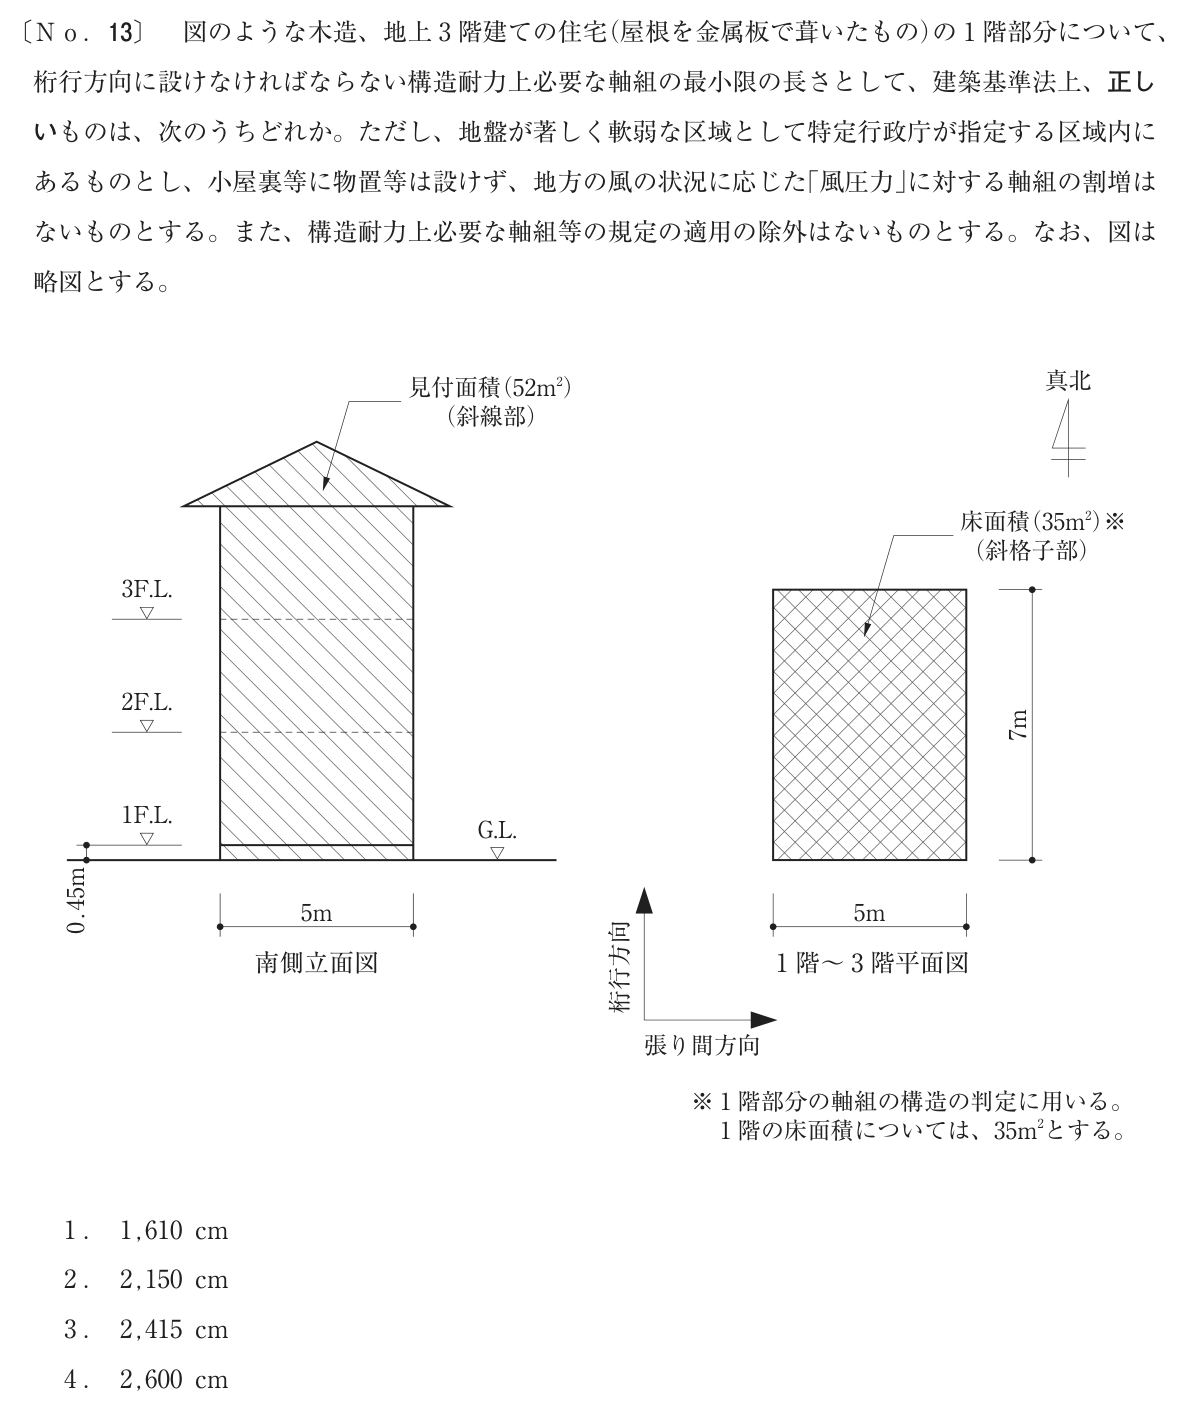 〔Ｎｏ．13〕　図のような木造、地上３階建ての住宅(屋根を金属板で葺いたもの)の１階部分について、
桁行方向に設けなければならない構造耐力上必要な軸組の最小限の長さとして、建築基準法上、正し
いものは、次のうちどれか。ただし、地盤が著しく軟弱な区域として特定行政庁が指定する区域内に
あるものとし、小屋裏等に物置等は設けず、地方の風の状況に応じた「風圧力」に対する軸組の割増は
ないものとする。また、構造耐力上必要な軸組等の規定の適用の除外はないものとする。なお、図は
略図とする。
見付面積(52m²)
(斜線部)
3F.L.
2F.L.
1F.L.
G.L.
0.45m
5m
南側立面図
真北
床面積(35m²)※
(斜格子部)
7m
5m
１階〜３階平面図
桁行方向
張り間方向
※１階部分の軸組の構造の判定に用いる。
１階の床面積については、35m²とする。
1． 1,610 cm
2． 2,150 cm
3． 2,415 cm
4． 2,600 cm